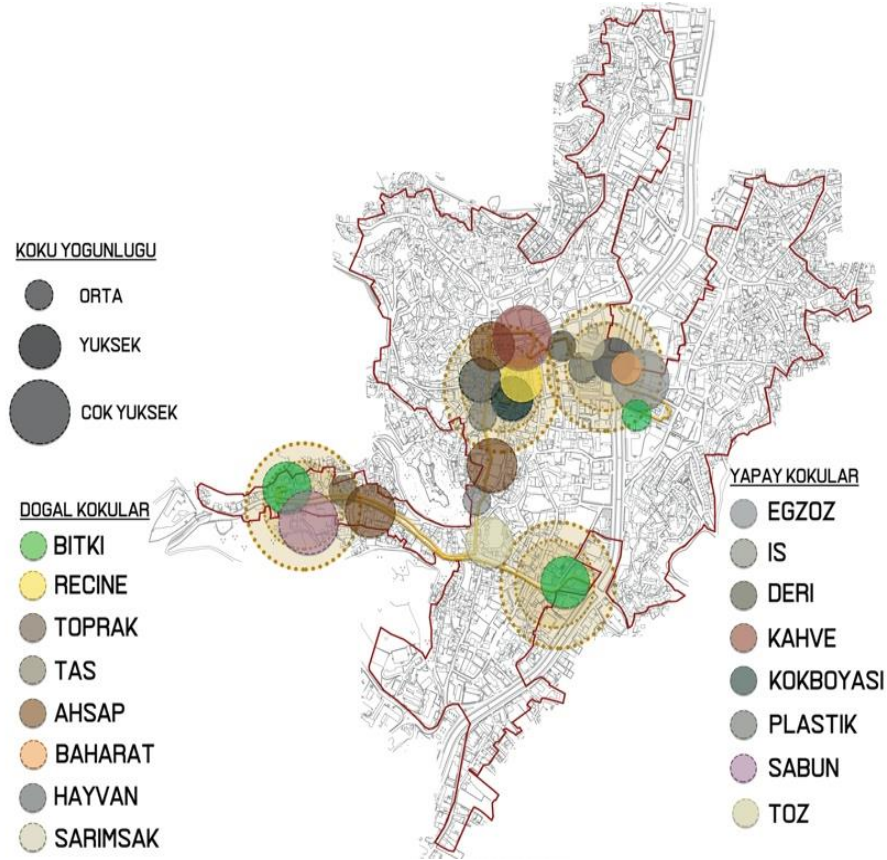 KOKU YOGUNLUGU
ORTA
YUKSEK
COK YUKSEK
DOGAL KOKULAR
BITKI
RECINE
TOPRAK
TAS
AHSAP
BAHARAT
HAYVAN
SARIMSAK
YAPAY KOKULAR
EGZOZ
IS
DERI
KAHVE
KOKBOYASI
PLASTIK
SABUN
TOZ